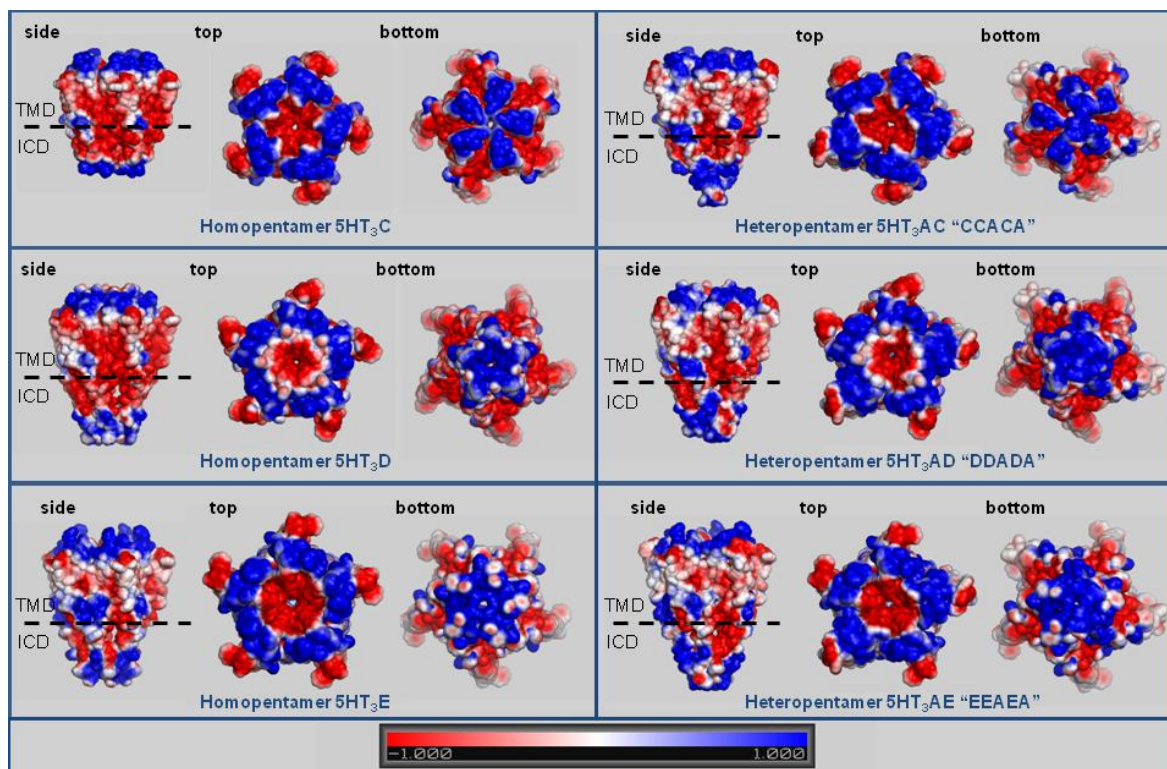 side top bottom
TMD
ICD
Homopentamer 5HT₃C
side top bottom
TMD
ICD
Heteropentamer 5HT₃AC “CCACA”
side top bottom
TMD
ICD
Homopentamer 5HT₃D
side top bottom
TMD
ICD
Heteropentamer 5HT₃AD “DDADA”
side top bottom
TMD
ICD
Homopentamer 5HT₃E
side top bottom
TMD
ICD
Heteropentamer 5HT₃AE “EEAEA”
-1.000 1.000